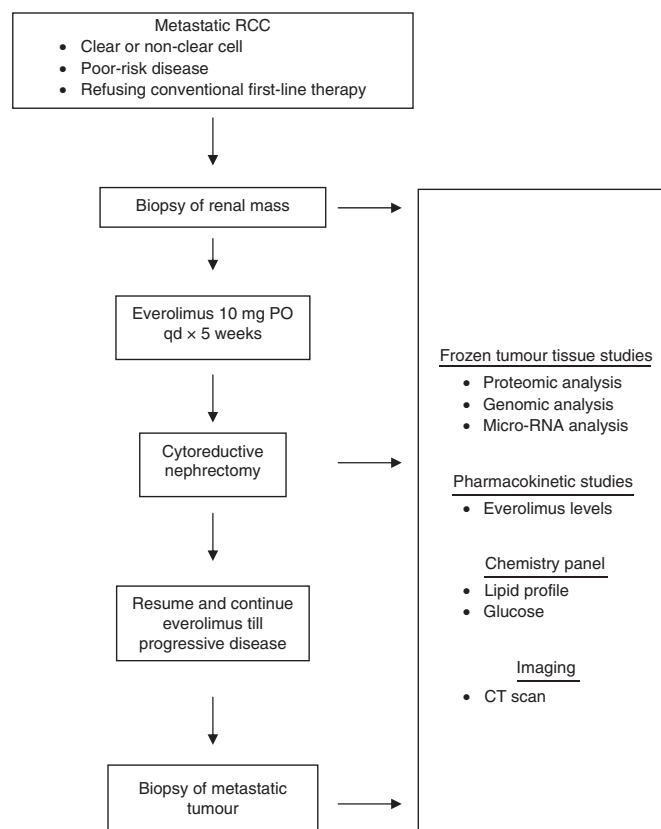 Metastatic RCC
• Clear or non-clear cell
• Poor-risk disease
• Refusing conventional first-line therapy
Biopsy of renal mass
Everolimus 10 mg PO
qd × 5 weeks
Cytoreductive
nephrectomy
Resume and continue
everolimus till
progressive disease
Biopsy of metastatic
tumour
Frozen tumour tissue studies
• Proteomic analysis
• Genomic analysis
• Micro-RNA analysis
Pharmacokinetic studies
• Everolimus levels
Chemistry panel
• Lipid profile
• Glucose
Imaging
• CT scan